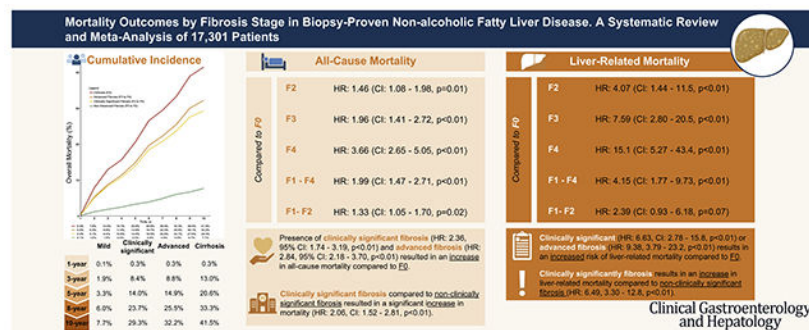 Mortality Outcomes by Fibrosis Stage in Biopsy-Proven Non-alcoholic Fatty Liver Disease. A Systematic Review
and Meta-Analysis of 17,301 Patients
Cumulative Incidence
Overall Mortality (%)
Mild Clinically significant Advanced Cirrhosis
1-year 0.1% 0.3% 0.3% 0.3%
3-year 1.9% 8.4% 8.8% 13.0%
5-year 3.3% 14.0% 14.9% 20.6%
8-year 6.0% 23.7% 25.5% 33.3%
10-year 7.7% 29.3% 32.2% 41.5%
All-Cause Mortality
Compared to F0
F2 HR: 1.46 (CI: 1.08 - 1.98, p=0.01)
F3 HR: 1.96 (CI: 1.41 - 2.72, p<0.01)
F4 HR: 3.66 (CI: 2.65 - 5.05, p<0.01)
F1 - F4 HR: 1.99 (CI: 1.47 - 2.71, p<0.01)
F1- F2 HR: 1.33 (CI: 1.05 - 1.70, p=0.02)
Presence of clinically significant fibrosis (HR: 2.36,
95% CI: 1.74 - 3.19, p<0.01) and advanced fibrosis (HR:
2.84, 95% CI: 2.18 - 3.70, p<0.01) resulted in an increase
in all-cause mortality compared to F0.
Clinically significant fibrosis compared to non-clinically
significant fibrosis resulted in a significant increase in
mortality (HR: 2.06, CI: 1.52 - 2.81, p<0.01).
Liver-Related Mortality
Compared to F0
F2 HR: 4.07 (CI: 1.44 - 11.5, p<0.01)
F3 HR: 7.59 (CI: 2.80 - 20.5, p<0.01)
F4 HR: 15.1 (CI: 5.27 - 43.4, p<0.01)
F1 - F4 HR: 4.15 (CI: 1.77 - 9.73, p<0.01)
F1- F2 HR: 2.39 (CI: 0.93 - 6.18, p=0.07)
Clinically significant (HR: 6.63, CI: 2.78 - 15.8, p<0.01) or
advanced fibrosis (HR: 9.38, 3.79 - 23.2, p<0.01) results in
an increased risk of liver-related mortality compared to F0.
Clinically significantly fibrosis results in an increase in
liver-related mortality compared to non-clinically significant
fibrosis (HR: 6.49, 3.30 - 12.8, p<0.01).
Clinical Gastroenterology
and Hepatology